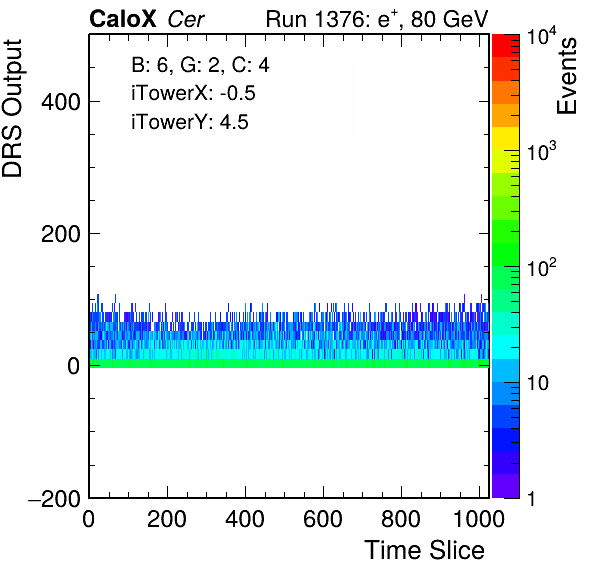 CaloX Cer Run 1376: e⁺, 80 GeV
B: 6, G: 2, C: 4
iTowerX: -0.5
iTowerY: 4.5
DRS Output
400
200
0
−200
0 200 400 600 800 1000
Time Slice
Events
10⁴
10³
10²
10
1